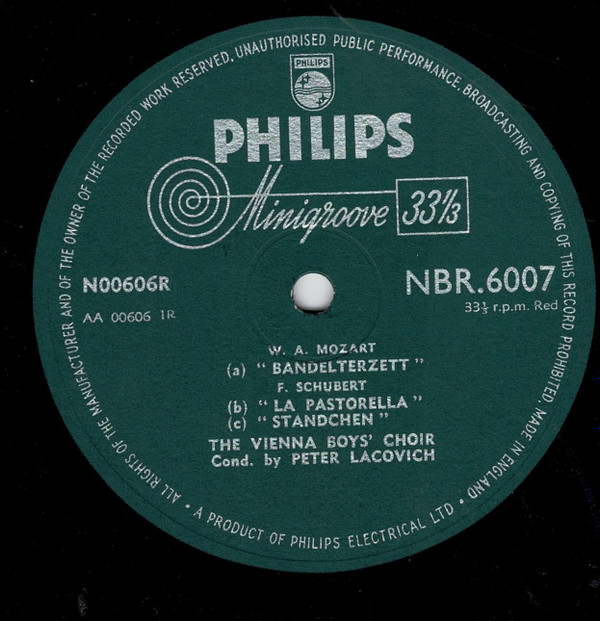 ALL RIGHTS OF THE MANUFACTURER AND OF THE OWNER OF THE RECORDED WORK RESERVED, UNAUTHORISED PUBLIC PERFORMANCE, BROADCASTING AND COPYING OF THIS RECORD PROHIBITED. MADE IN ENGLAND •
PHILIPS
PHILIPS
Minigroove 33 1/3
N00606R
NBR.6007
AA 00606 1R
33⅓ r.p.m. Red
W. A. MOZART
(a) " BANDELTERZETT "
F. SCHUBERT
(b) " LA PASTORELLA "
(c) " STANDCHEN "
THE VIENNA BOYS' CHOIR
Cond. by PETER LACOVICH
• A PRODUCT OF PHILIPS ELECTRICAL LTD •